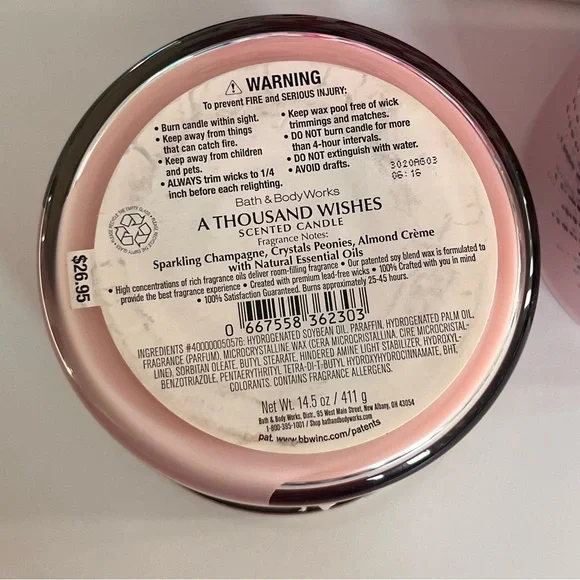 ⚠ WARNING
To prevent FIRE and SERIOUS INJURY:
• Burn candle within sight.
• Keep away from things
that can catch fire.
• Keep away from children
and pets.
• ALWAYS trim wicks to 1/4
inch before each relighting.
• Keep wax pool free of wick
trimmings and matches.
• DO NOT burn candle for more
than 4-hour intervals.
• DO NOT extinguish with water.
• AVOID drafts.
3020AG03
06:16
Bath & Body Works
A THOUSAND WISHES
SCENTED CANDLE
Fragrance Notes:
Sparkling Champagne, Crystals Peonies, Almond Crème
with Natural Essential Oils
• High concentrations of rich fragrance oils deliver room-filling fragrance • Our patented soy blend wax is formulated to
provide the best fragrance experience • Created with premium lead-free wicks • 100% Crafted with you in mind
• 100% Satisfaction Guaranteed. Burns approximately 25-45 hours.
0 667558 362303
INGREDIENTS #400000050576: HYDROGENATED SOYBEAN OIL, PARAFFIN, HYDROGENATED PALM OIL,
FRAGRANCE (PARFUM), MICROCRYSTALLINE WAX (CERA MICROCRISTALLINA, CIRE MICROCRISTAL-
LINE), SORBITAN OLEATE, BUTYL STEARATE, HINDERED AMINE LIGHT STABILIZER, HYDROXYL-
BENZOTRIAZOLE, PENTAERYTHRITYL TETRA-DI-T-BUTYL HYDROXYHYDROCINNAMATE, BHT,
COLORANTS. CONTAINS FRAGRANCE ALLERGENS.
Net Wt. 14.5 oz / 411 g
Bath & Body Works, Distr., 95 West Main Street, New Albany, OH 43054
1-800-395-1001 / Shop bathandbodyworks.com
pat. www.bbwinc.com/patents
$26.95
RECYCLE THE EMPTY GLASS
PLEASE